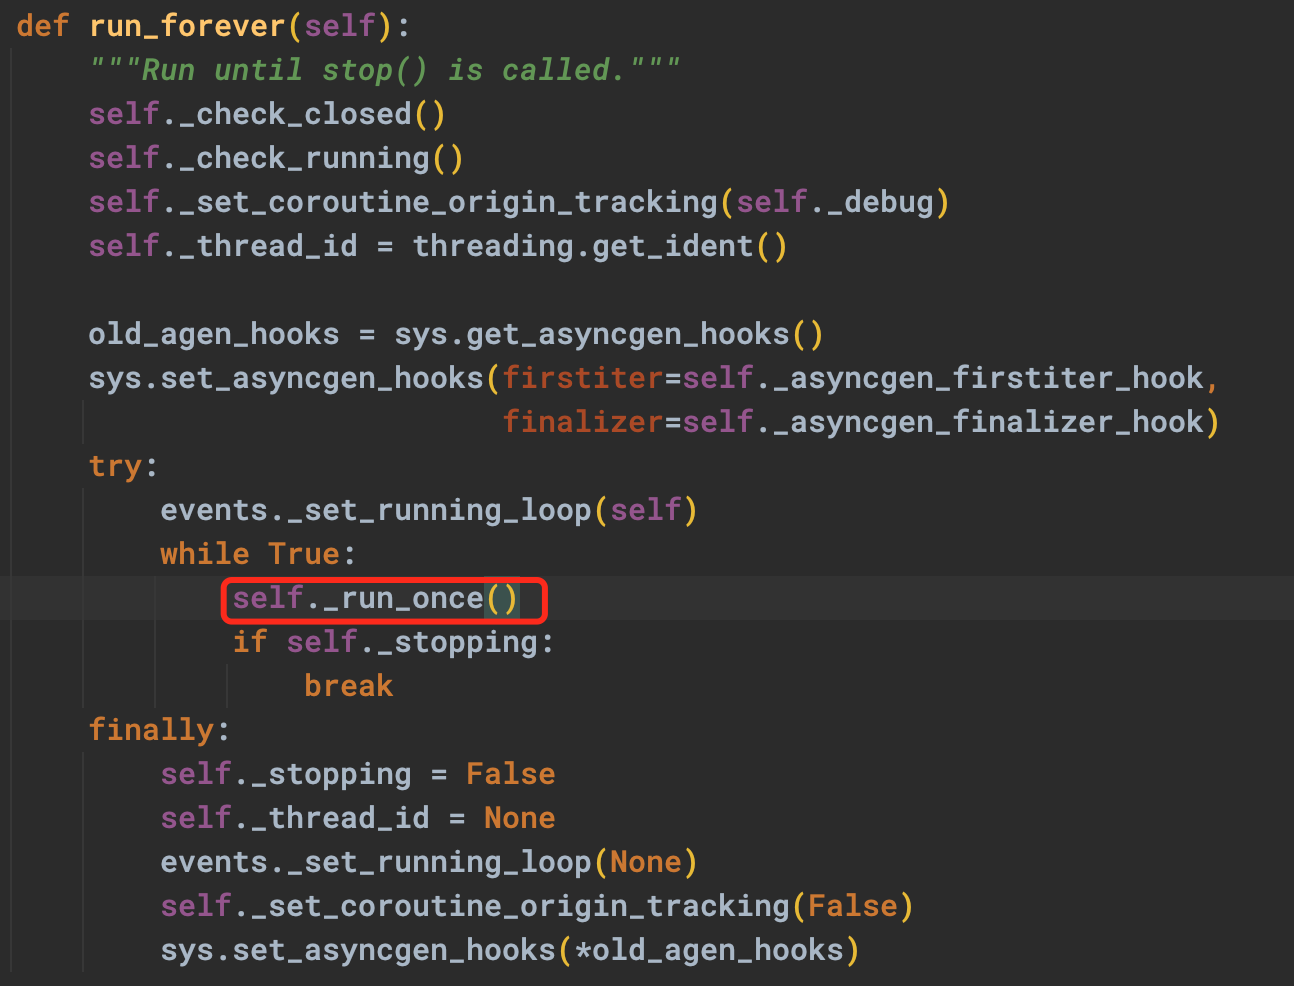 def run_forever(self):
    """Run until stop() is called."""
    self._check_closed()
    self._check_running()
    self._set_coroutine_origin_tracking(self._debug)
    self._thread_id = threading.get_ident()

    old_agen_hooks = sys.get_asyncgen_hooks()
    sys.set_asyncgen_hooks(firstiter=self._asyncgen_firstiter_hook,
                           finalizer=self._asyncgen_finalizer_hook)
    try:
        events._set_running_loop(self)
        while True:
            self._run_once()
            if self._stopping:
                break
    finally:
        self._stopping = False
        self._thread_id = None
        events._set_running_loop(None)
        self._set_coroutine_origin_tracking(False)
        sys.set_asyncgen_hooks(*old_agen_hooks)